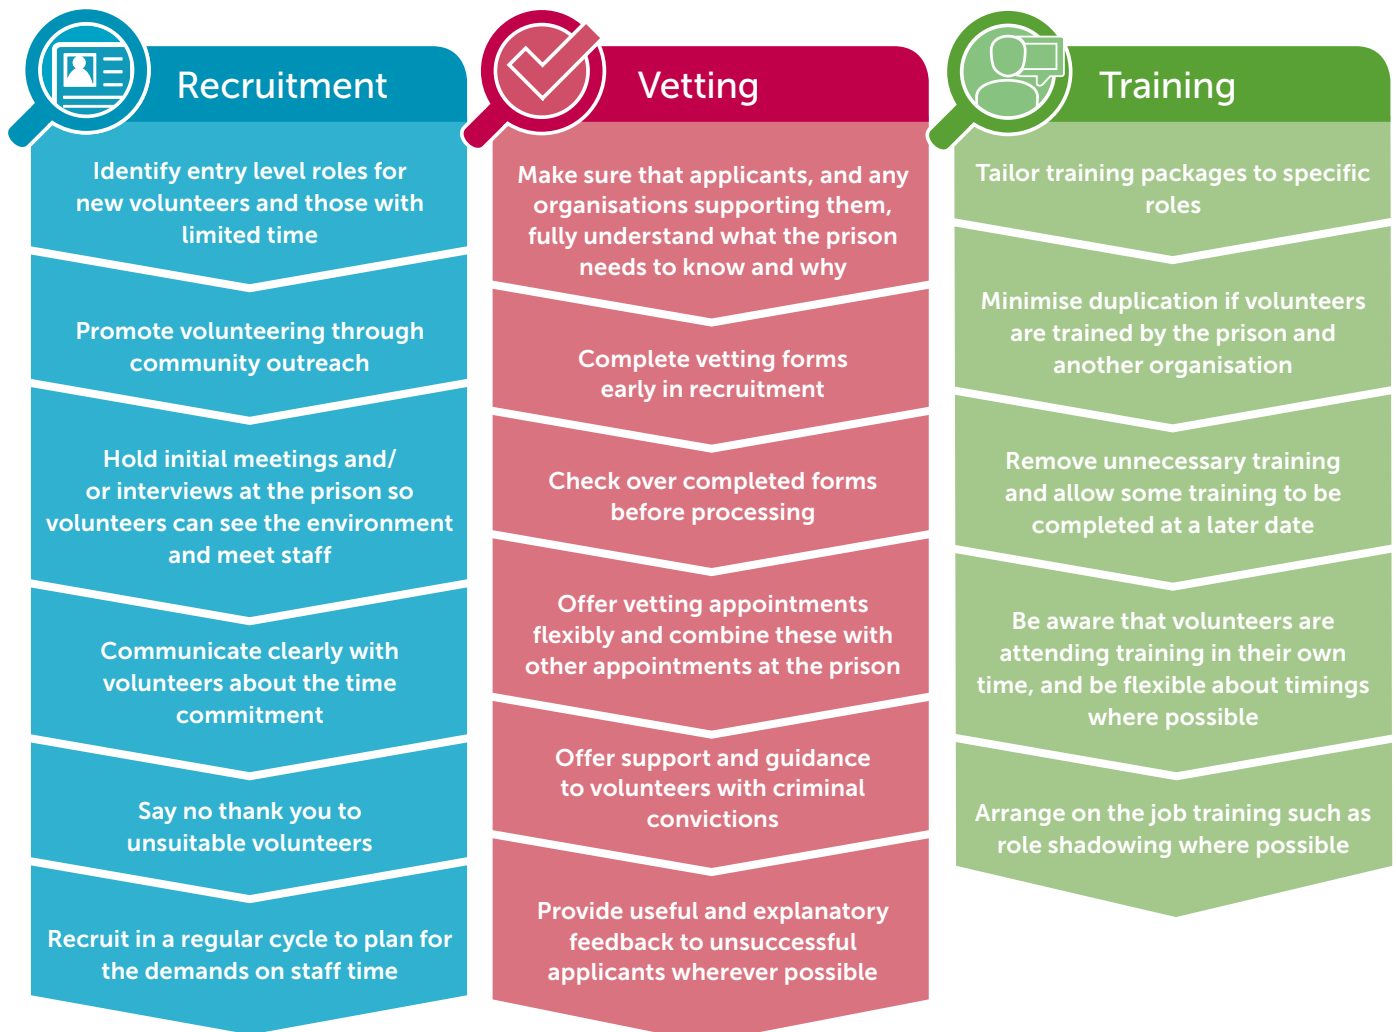 Recruitment
Identify entry level roles for
new volunteers and those with
limited time
Promote volunteering through
community outreach
Hold initial meetings and/
or interviews at the prison so
volunteers can see the environment
and meet staff
Communicate clearly with
volunteers about the time
commitment
Say no thank you to
unsuitable volunteers
Recruit in a regular cycle to plan for
the demands on staff time
Vetting
Make sure that applicants, and any
organisations supporting them,
fully understand what the prison
needs to know and why
Complete vetting forms
early in recruitment
Check over completed forms
before processing
Offer vetting appointments
flexibly and combine these with
other appointments at the prison
Offer support and guidance
to volunteers with criminal
convictions
Provide useful and explanatory
feedback to unsuccessful
applicants wherever possible
Training
Tailor training packages to specific
roles
Minimise duplication if volunteers
are trained by the prison and
another organisation
Remove unnecessary training
and allow some training to be
completed at a later date
Be aware that volunteers are
attending training in their own
time, and be flexible about timings
where possible
Arrange on the job training such as
role shadowing where possible